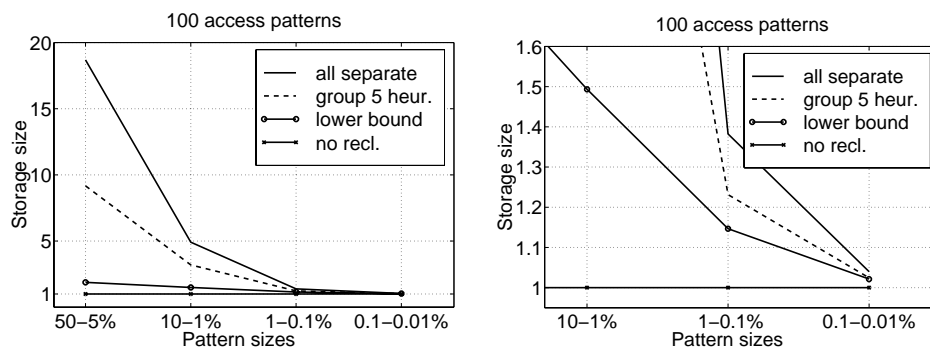 100 access patterns
20
15
10
5
1
Storage size
all separate
group 5 heur.
lower bound
no recl.
50–5%
10–1%
1–0.1%
0.1–0.01%
Pattern sizes
100 access patterns
1.6
1.5
1.4
1.3
1.2
1.1
1
Storage size
all separate
group 5 heur.
lower bound
no recl.
10–1%
1–0.1%
0.1–0.01%
Pattern sizes